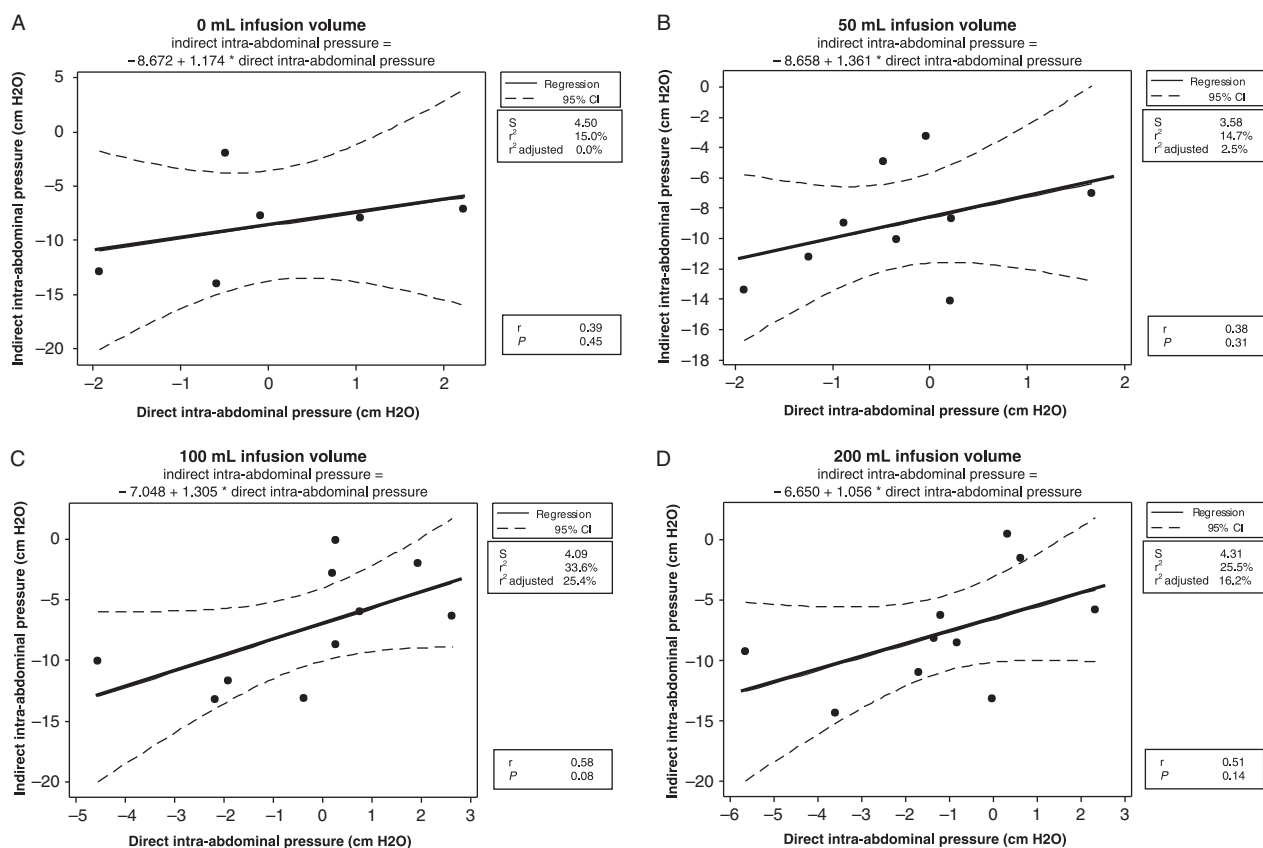 A
0 mL infusion volume
indirect intra-abdominal pressure =
−8.672 + 1.174 * direct intra-abdominal pressure
Indirect intra-abdominal pressure (cm H2O)
5
0
−5
−10
−15
−20
−2
−1
0
1
2
Direct intra-abdominal pressure (cm H2O)
Regression
95% CI
S 4.50
r² 15.0%
r² adjusted 0.0%
r 0.39
P 0.45
B
50 mL infusion volume
indirect intra-abdominal pressure =
−8.658 + 1.361 * direct intra-abdominal pressure
Indirect intra-abdominal pressure (cm H2O)
0
−2
−4
−6
−8
−10
−12
−14
−16
−18
−2
−1
0
1
2
Direct intra-abdominal pressure (cm H2O)
Regression
95% CI
S 3.58
r² 14.7%
r² adjusted 2.5%
r 0.38
P 0.31
C
100 mL infusion volume
indirect intra-abdominal pressure =
−7.048 + 1.305 * direct intra-abdominal pressure
Indirect intra-abdominal pressure (cm H2O)
0
−5
−10
−15
−20
−5
−4
−3
−2
−1
0
1
2
3
Direct intra-abdominal pressure (cm H2O)
Regression
95% CI
S 4.09
r² 33.6%
r² adjusted 25.4%
r 0.58
P 0.08
D
200 mL infusion volume
indirect intra-abdominal pressure =
−6.650 + 1.056 * direct intra-abdominal pressure
Indirect intra-abdominal pressure (cm H2O)
0
−5
−10
−15
−20
−6
−5
−4
−3
−2
−1
0
1
2
3
Direct intra-abdominal pressure (cm H2O)
Regression
95% CI
S 4.31
r² 25.5%
r² adjusted 16.2%
r 0.51
P 0.14